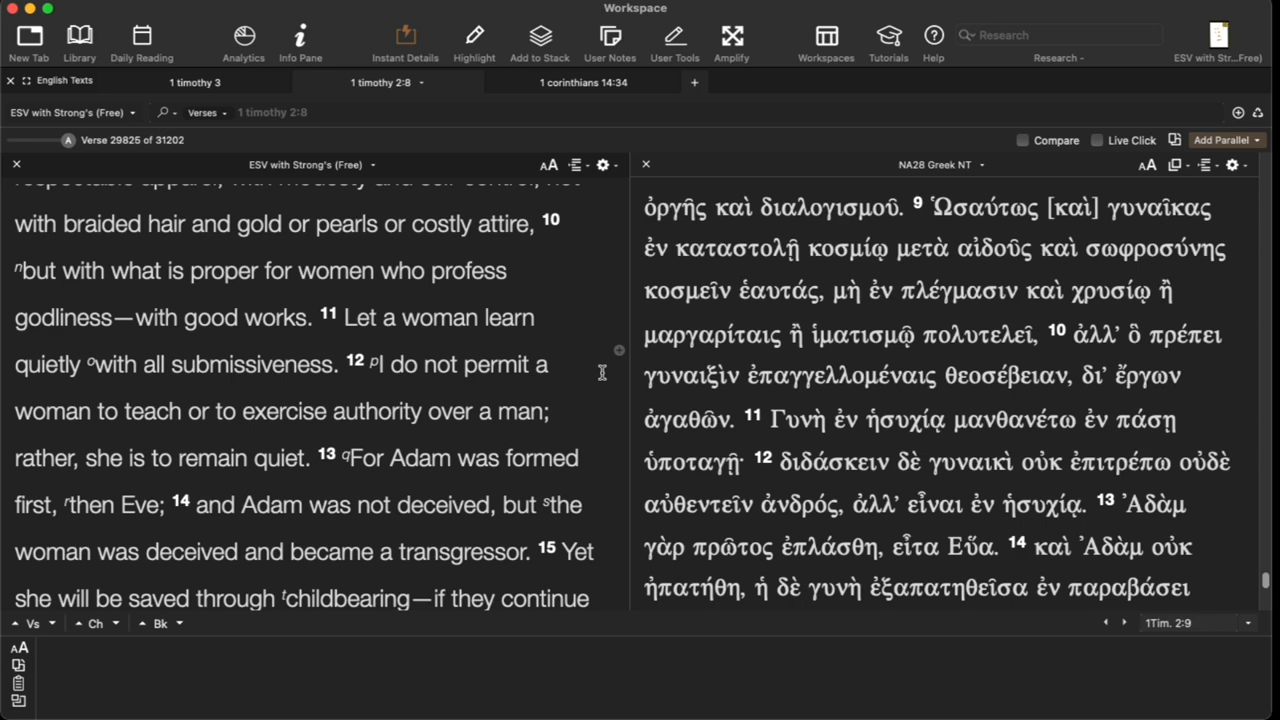 Workspace
New Tab
Library
Daily Reading
Analytics
Info Pane
Instant Details
Highlight
Add to Stack
User Notes
User Tools
Amplify
Workspaces
Tutorials
Help
Research
Research
ESV with Str...Free)
English Texts
1 timothy 3
1 timothy 2:8
1 corinthians 14:34
+
ESV with Strong's (Free)
Verses
1 timothy 2:8
A Verse 29825 of 31202
Compare
Live Click
Add Parallel
ESV with Strong's (Free)
AA
with braided hair and gold or pearls or costly attire, 10
nbut with what is proper for women who profess
godliness—with good works. 11 Let a woman learn
quietly owith all submissiveness. 12 pI do not permit a
woman to teach or to exercise authority over a man;
rather, she is to remain quiet. 13 qFor Adam was formed
first, rthen Eve; 14 and Adam was not deceived, but sthe
woman was deceived and became a transgressor. 15 Yet
she will be saved through tchildbearing—if they continue
NA28 Greek NT
AA
ὀργῆς καὶ διαλογισμοῦ. 9 Ὡσαύτως [καὶ] γυναῖκας
ἐν καταστολῇ κοσμίῳ μετὰ αἰδοῦς καὶ σωφροσύνης
κοσμεῖν ἑαυτάς, μὴ ἐν πλέγμασιν καὶ χρυσίῳ ἢ
μαργαρίταις ἢ ἱματισμῷ πολυτελεῖ, 10 ἀλλ’ ὃ πρέπει
γυναιξὶν ἐπαγγελλομέναις θεοσέβειαν, δι’ ἔργων
ἀγαθῶν. 11 Γυνὴ ἐν ἡσυχίᾳ μανθανέτω ἐν πάσῃ
ὑποταγῇ· 12 διδάσκειν δὲ γυναικὶ οὐκ ἐπιτρέπω οὐδὲ
αὐθεντεῖν ἀνδρός, ἀλλ’ εἶναι ἐν ἡσυχίᾳ. 13 Ἀδὰμ
γὰρ πρῶτος ἐπλάσθη, εἶτα Εὕα. 14 καὶ Ἀδὰμ οὐκ
ἠπατήθη, ἡ δὲ γυνὴ ἐξαπατηθεῖσα ἐν παραβάσει
Vs
Ch
Bk
1Tim. 2:9
AA